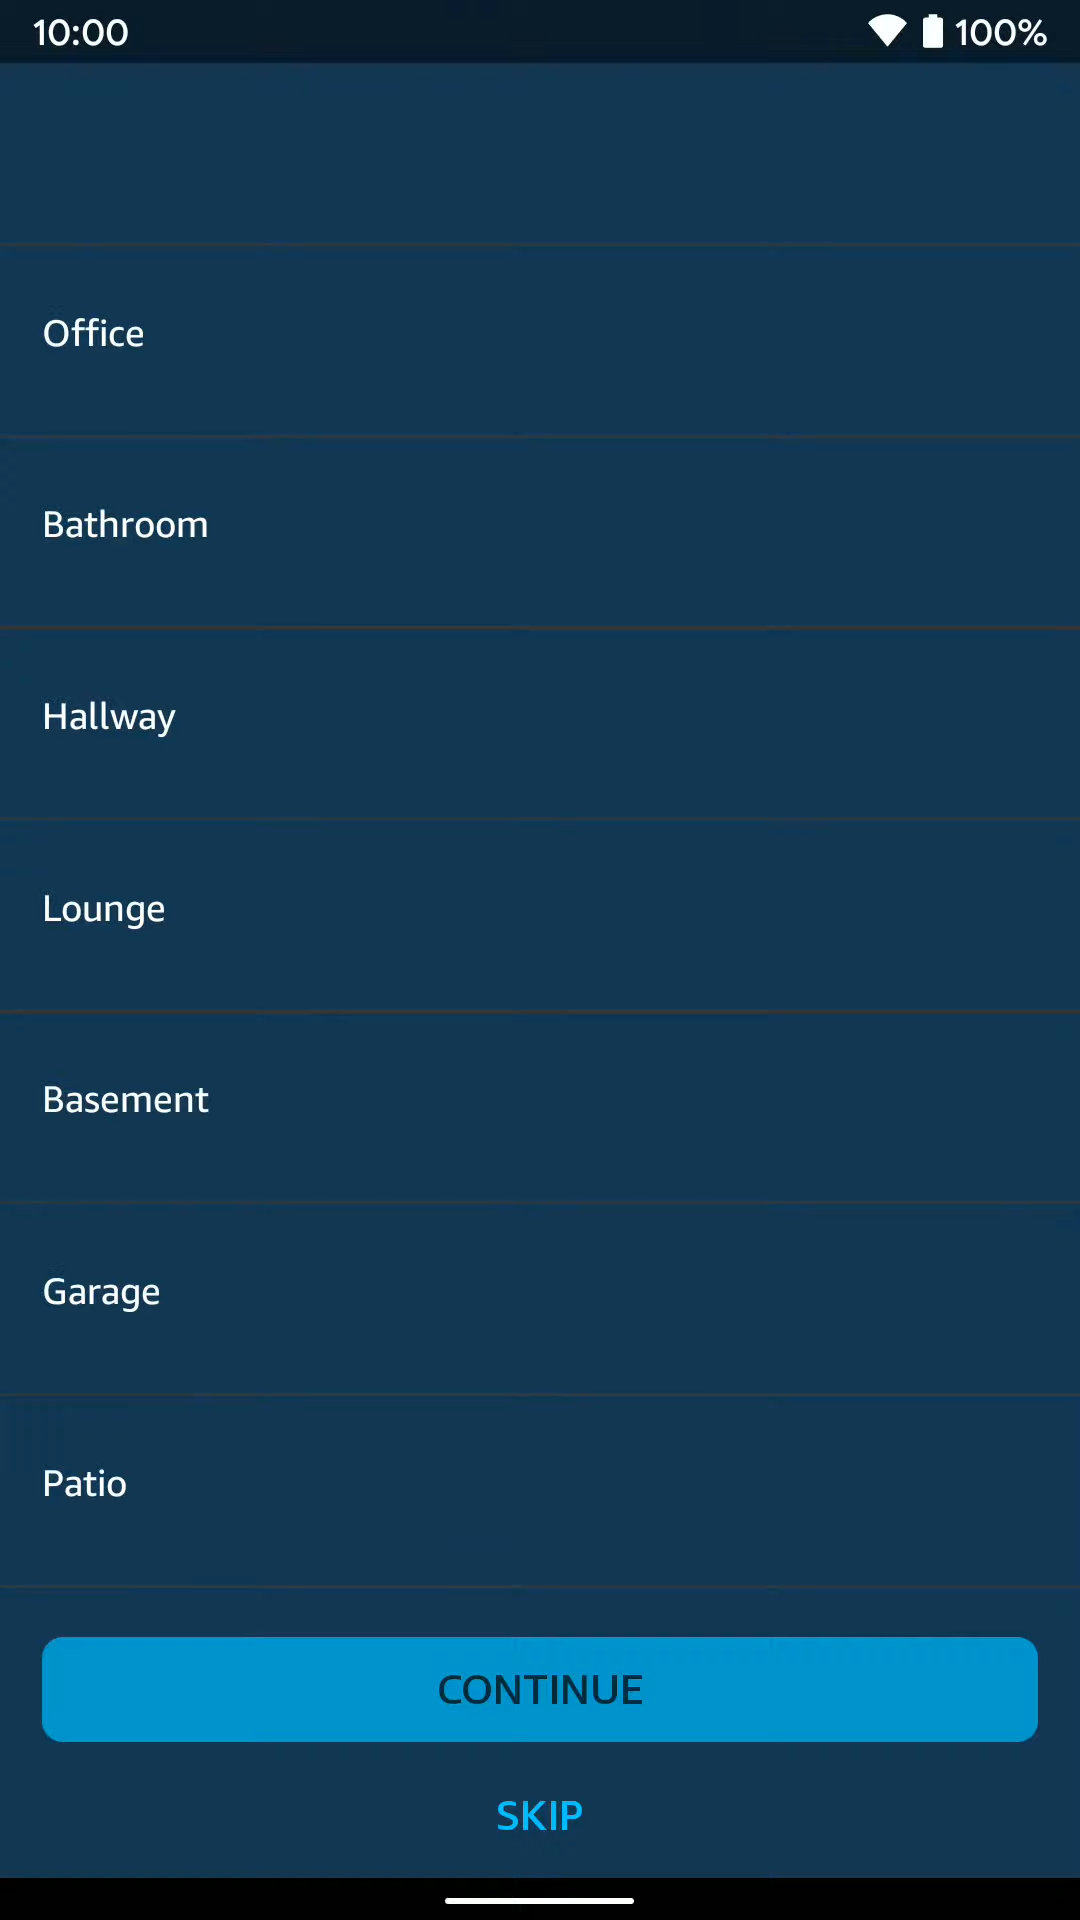 10:00 100%
Office
Bathroom
Hallway
Lounge
Basement
Garage
Patio
CONTINUE
SKIP